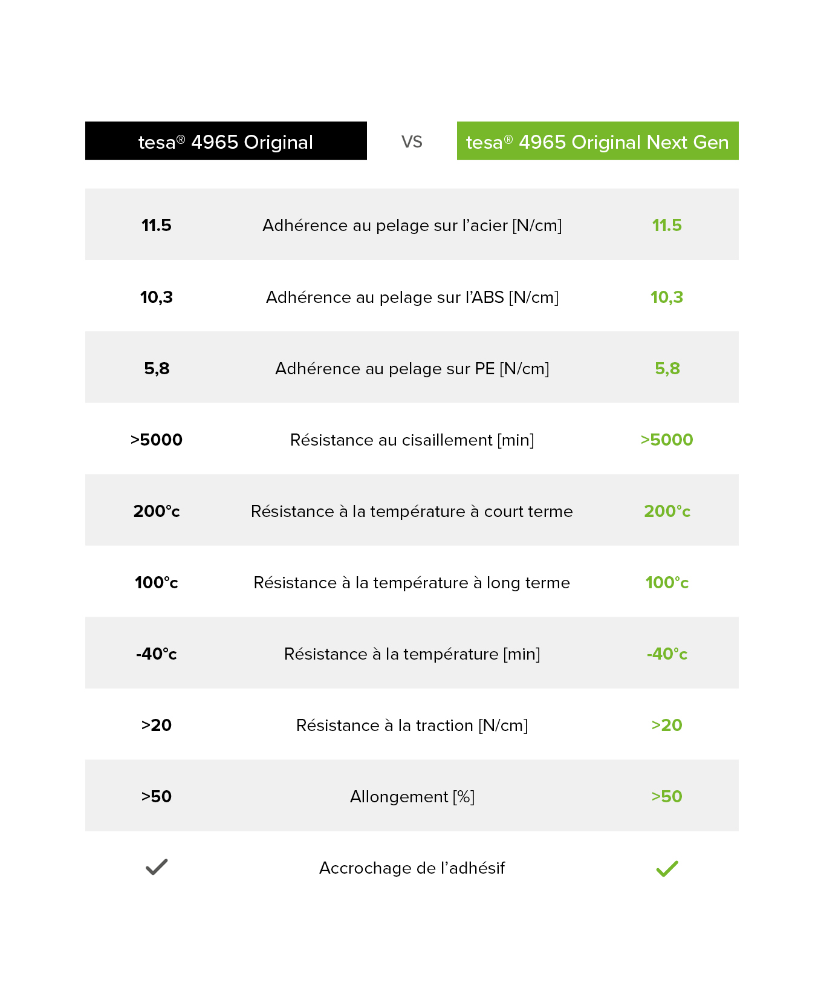 tesa® 4965 Original VS tesa® 4965 Original Next Gen
11.5 Adhérence au pelage sur l’acier [N/cm] 11.5
10,3 Adhérence au pelage sur l’ABS [N/cm] 10,3
5,8 Adhérence au pelage sur PE [N/cm] 5,8
>5000 Résistance au cisaillement [min] >5000
200°c Résistance à la température à court terme 200°c
100°c Résistance à la température à long terme 100°c
-40°c Résistance à la température [min] -40°c
>20 Résistance à la traction [N/cm] >20
>50 Allongement [%] >50
Accrochage de l’adhésif